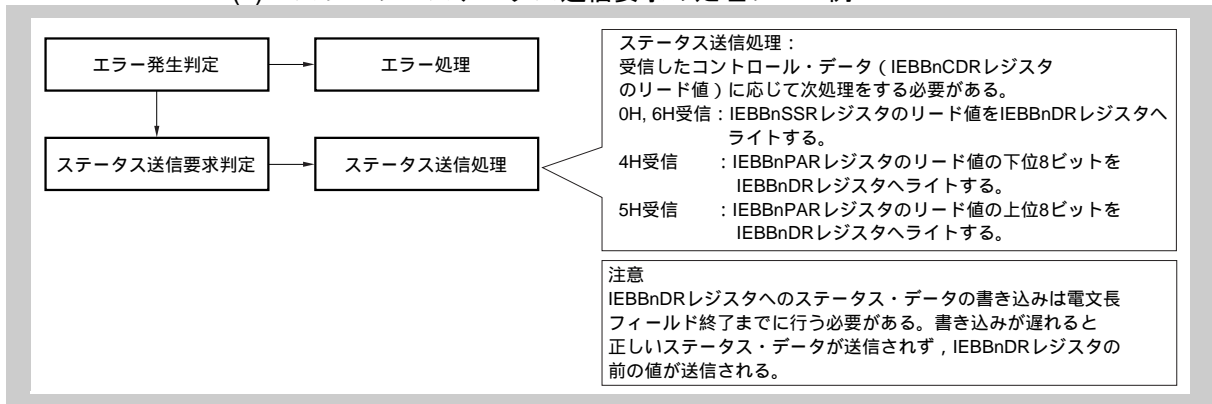 エラー発生判定
エラー処理
ステータス送信要求判定
ステータス送信処理
ステータス送信処理：
受信したコントロール・データ（IEBBnCDRレジスタ
のリード値）に応じて次処理をする必要がある。
0H, 6H受信：IEBBnSSRレジスタのリード値をIEBBnDRレジスタへ
ライトする。
4H受信　　：IEBBnPARレジスタのリード値の下位8ビットを
IEBBnDRレジスタへライトする。
5H受信　　：IEBBnPARレジスタのリード値の上位8ビットを
IEBBnDRレジスタへライトする。
注意
IEBBnDRレジスタへのステータス・データの書き込みは電文長
フィールド終了までに行う必要がある。書き込みが遅れると
正しいステータス・データが送信されず，IEBBnDRレジスタの
前の値が送信される。